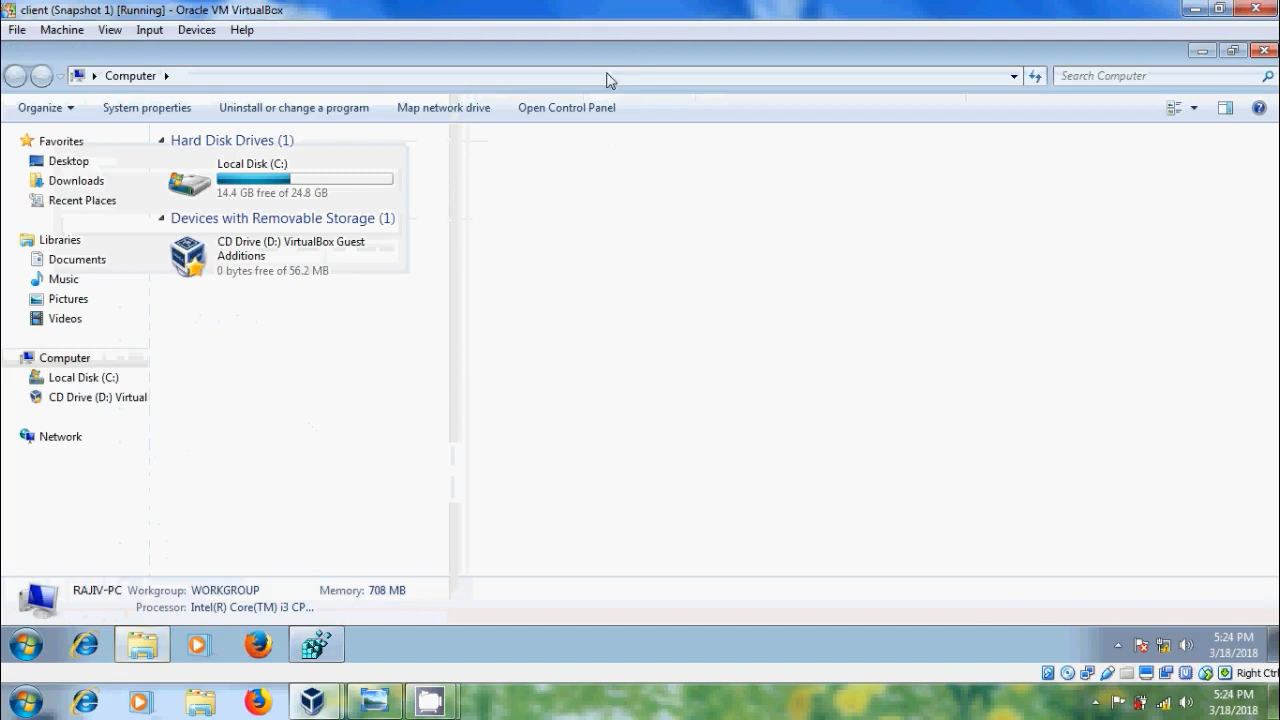 client (Snapshot 1) [Running] - Oracle VM VirtualBox
File Machine View Input Devices Help
Computer
Search Computer
Organize System properties Uninstall or change a program Map network drive Open Control Panel
Favorites
Desktop
Downloads
Recent Places
Libraries
Documents
Music
Pictures
Videos
Computer
Local Disk (C:)
CD Drive (D:) Virtual
Network
Hard Disk Drives (1)
Local Disk (C:)
14.4 GB free of 24.8 GB
Devices with Removable Storage (1)
CD Drive (D:) VirtualBox Guest
Additions
0 bytes free of 56.2 MB
RAJIV-PC Workgroup: WORKGROUP Memory: 708 MB
Processor: Intel(R) Core(TM) i3 CP...
5:24 PM
3/18/2018
Right Ctrl
5:24 PM
3/18/2018